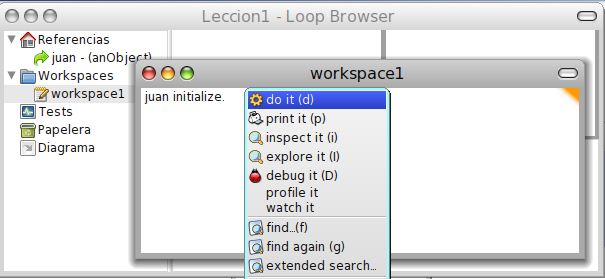 Leccion1 - Loop Browser
Referencias
juan - (anObject)
Workspaces
workspace1
Tests
Papelera
Diagrama
workspace1
juan initialize.
do it (d)
print it (p)
inspect it (i)
explore it (I)
debug it (D)
profile it
watch it
find...(f)
find again (g)
extended search...